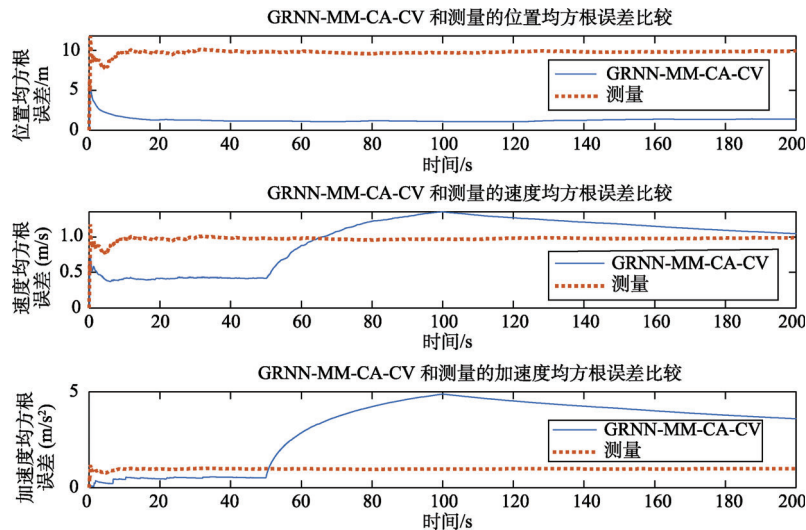 GRNN-MM-CA-CV 和测量的位置均方根误差比较
位置均方根
误差/m
10
5
0
GRNN-MM-CA-CV
测量
0 20 40 60 80 100 120 140 160 180 200
时间/s
GRNN-MM-CA-CV 和测量的速度均方根误差比较
速度均方根
误差 (m/s)
1.0
0.5
0
GRNN-MM-CA-CV
测量
0 20 40 60 80 100 120 140 160 180 200
时间/s
GRNN-MM-CA-CV 和测量的加速度均方根误差比较
加速度均方根
误差 (m/s²)
5
0
GRNN-MM-CA-CV
测量
0 20 40 60 80 100 120 140 160 180 200
时间/s